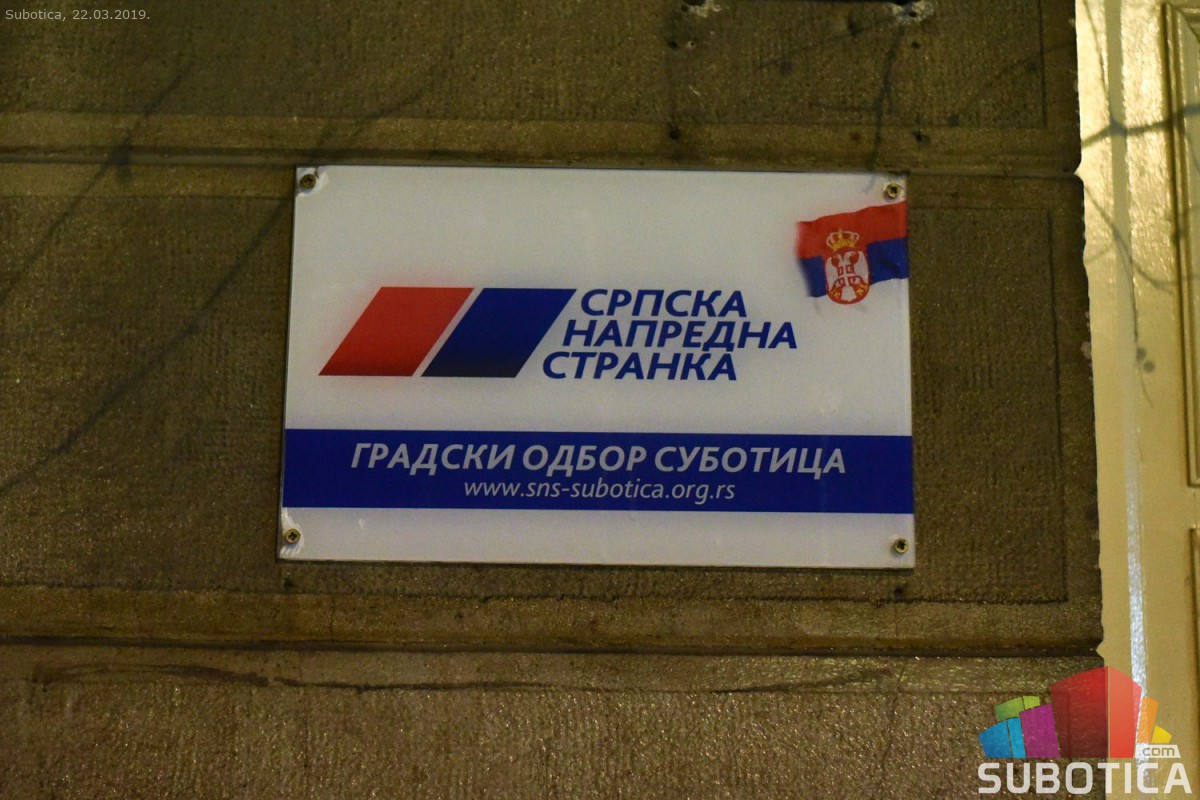 Subotica, 22.03.2019.
СРПСКА
НАПРЕДНА
СТРАНКА
ГРАДСКИ ОДБОР СУБОТИЦА
www.sns-subotica.org.rs
.com
SUBOTICA